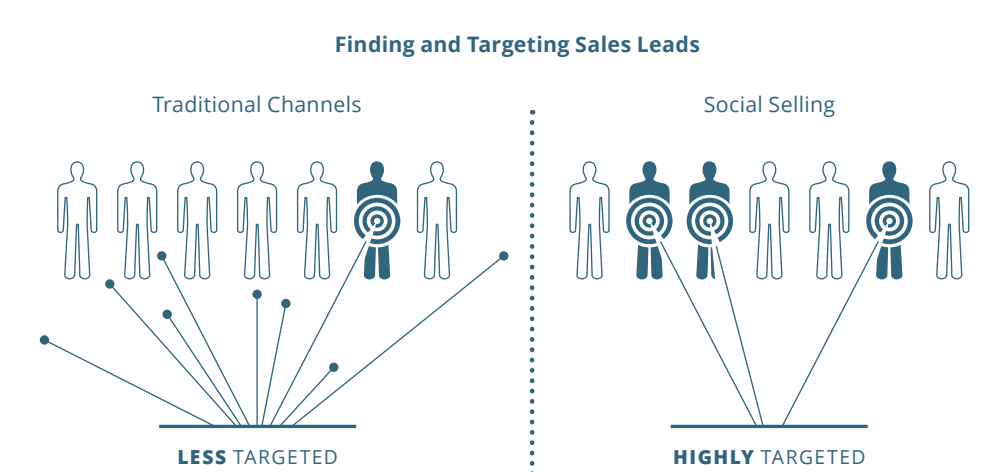 Finding and Targeting Sales Leads
Traditional Channels
Social Selling
LESS TARGETED
HIGHLY TARGETED